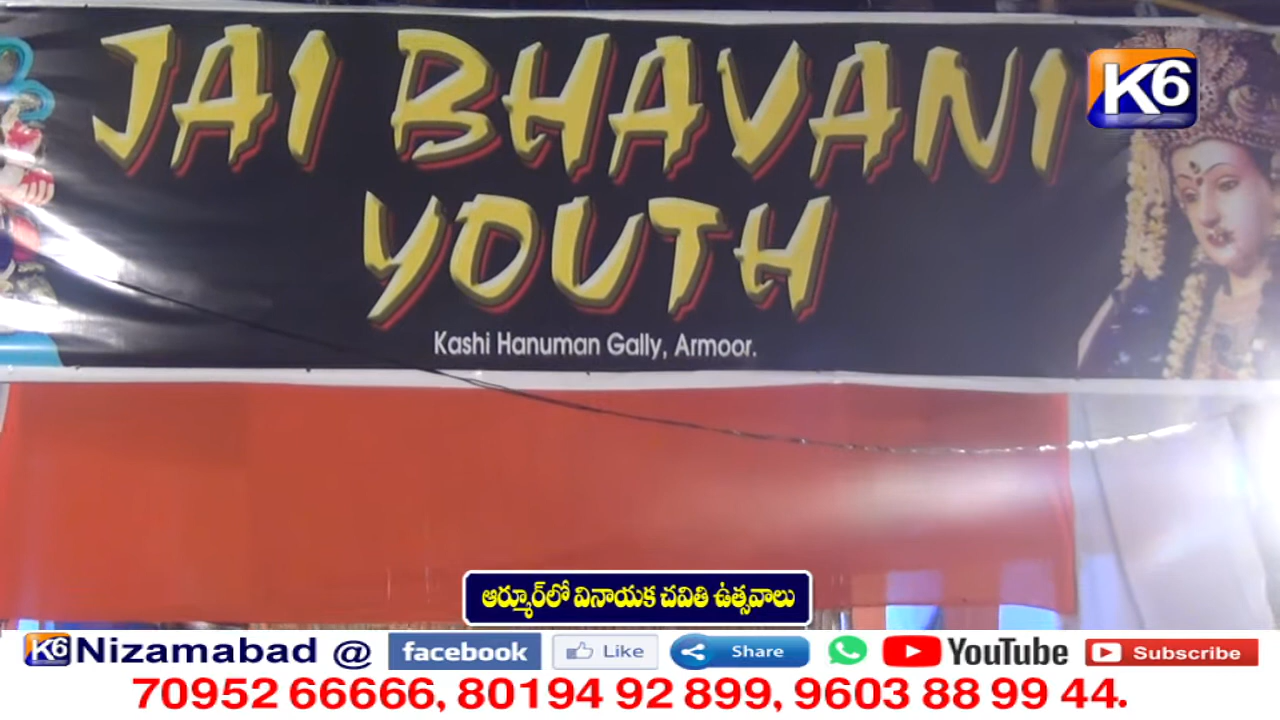 JAI BHAVANI
K6
YOUTH
Kashi Hanuman Gally, Armoor.
ఆర్మూర్‌లో వినాయక చవితి ఉత్సవాలు
K6 Nizamabad @ facebook Like Share YouTube Subscribe
70952 66666, 80194 92 899, 9603 88 99 44.